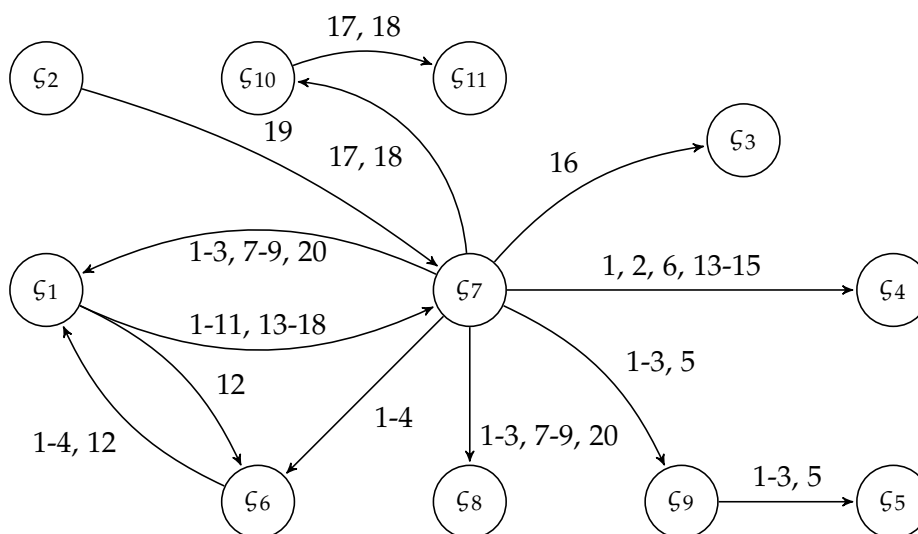 17, 18
ς2
ς10
ς11
19
17, 18
16
ς3
1-3, 7-9, 20
1, 2, 6, 13-15
ς1
ς7
ς4
1-11, 13-18
12
1-3, 5
1-4
1-4, 12
1-3, 7-9, 20
1-3, 5
ς6
ς8
ς9
ς5